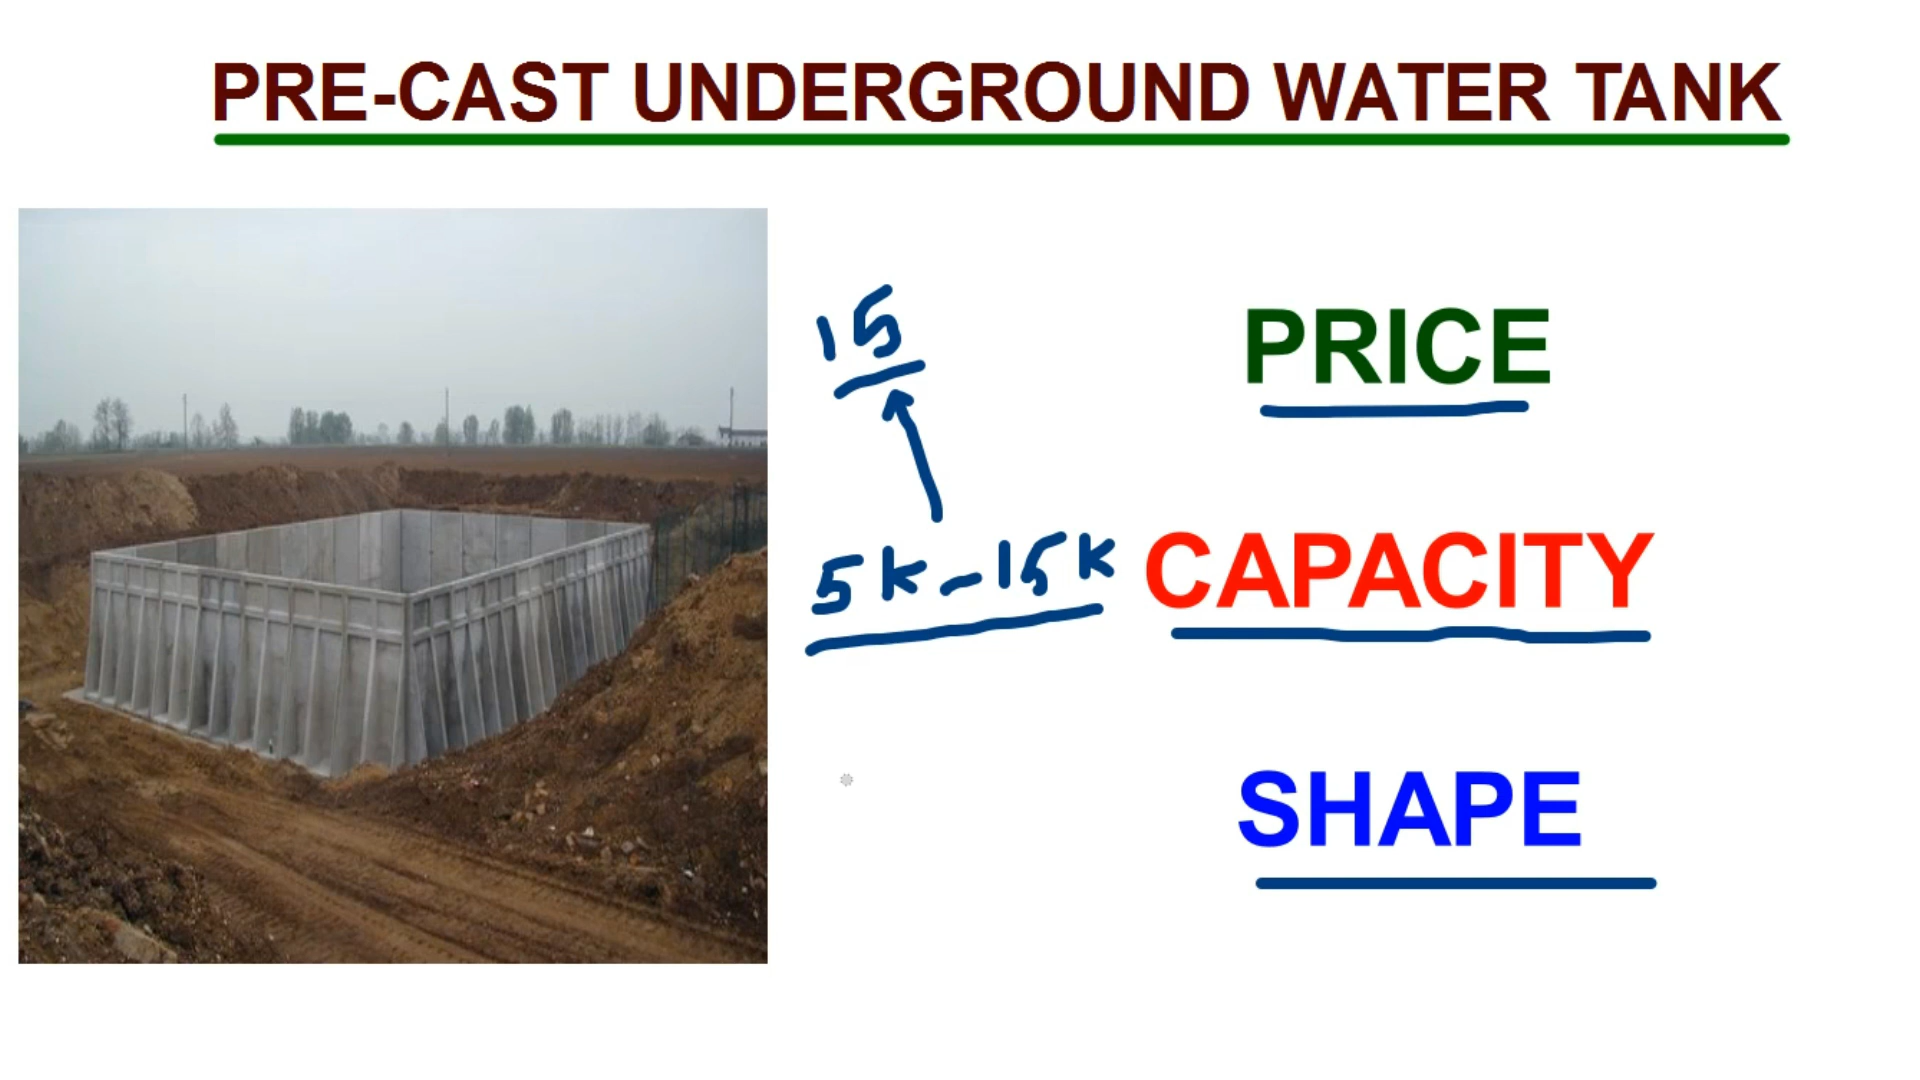 PRE-CAST UNDERGROUND WATER TANK
15
PRICE
5K-15K
CAPACITY
SHAPE